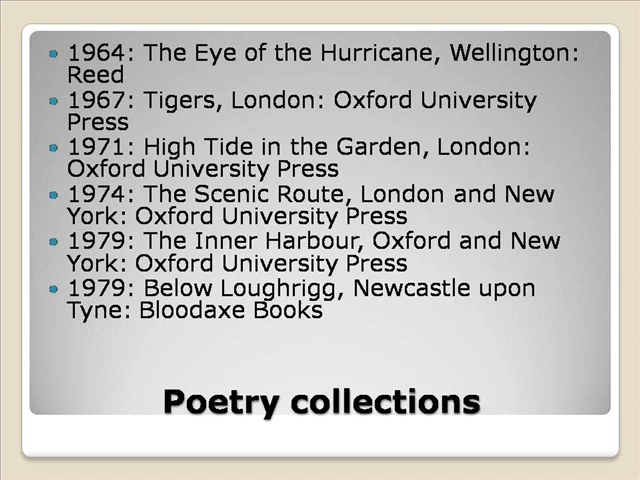 1964: The Eye of the Hurricane, Wellington:
Reed
1967: Tigers, London: Oxford University
Press
1971: High Tide in the Garden, London:
Oxford University Press
1974: The Scenic Route, London and New
York: Oxford University Press
1979: The Inner Harbour, Oxford and New
York: Oxford University Press
1979: Below Loughrigg, Newcastle upon
Tyne: Bloodaxe Books
Poetry collections